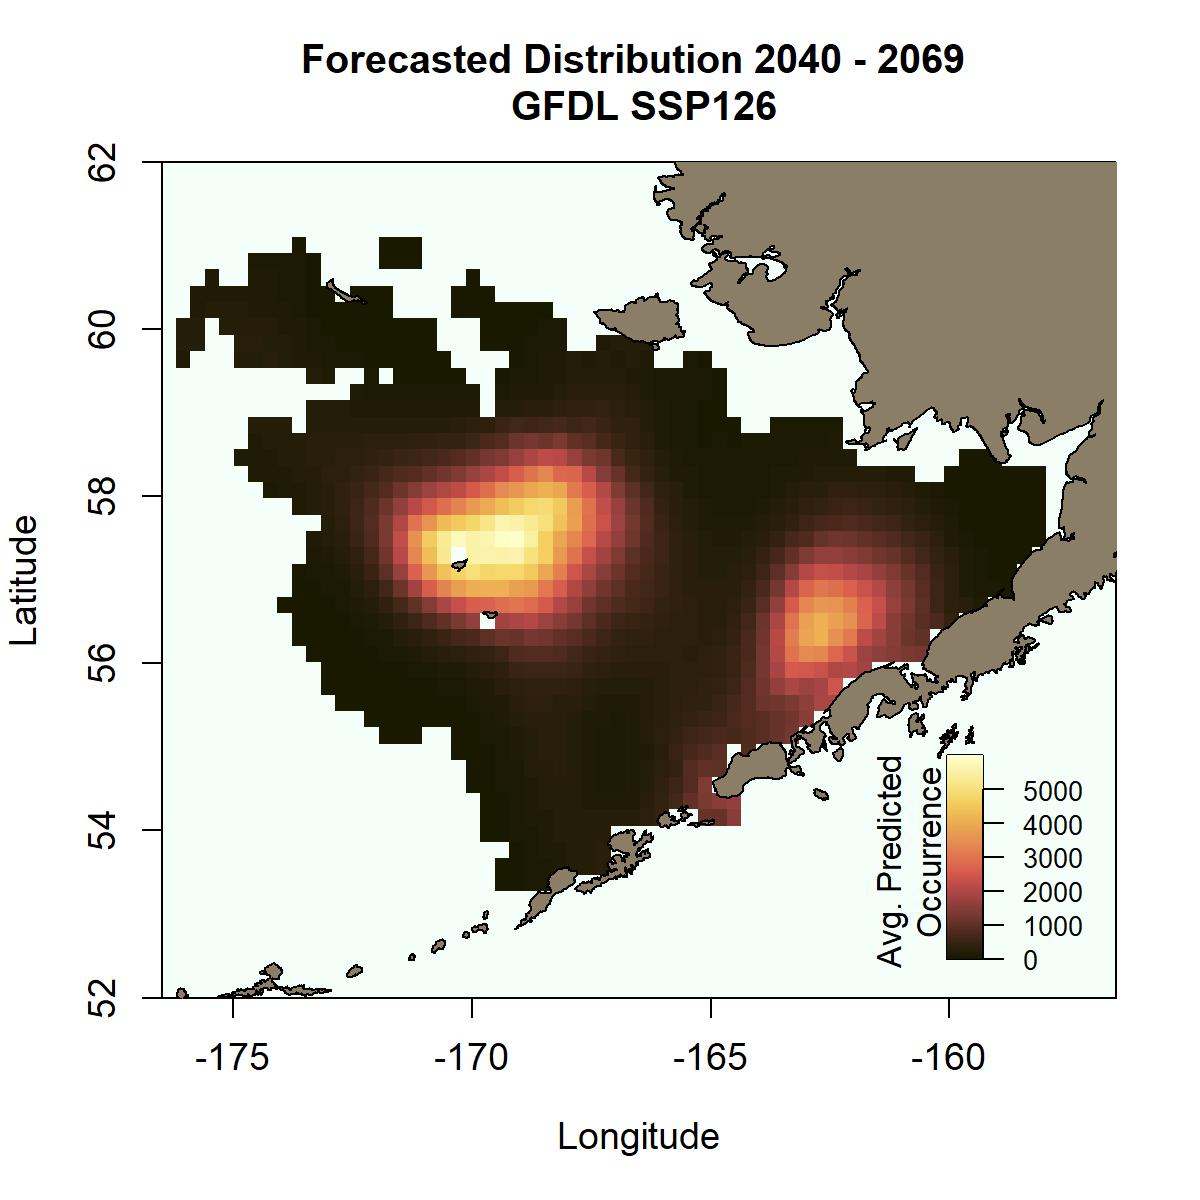 Forecasted Distribution 2040 - 2069
GFDL SSP126
62
60
58
56
54
52
Latitude
-175
-170
-165
-160
Longitude
Avg. Predicted
Occurrence
5000
4000
3000
2000
1000
0